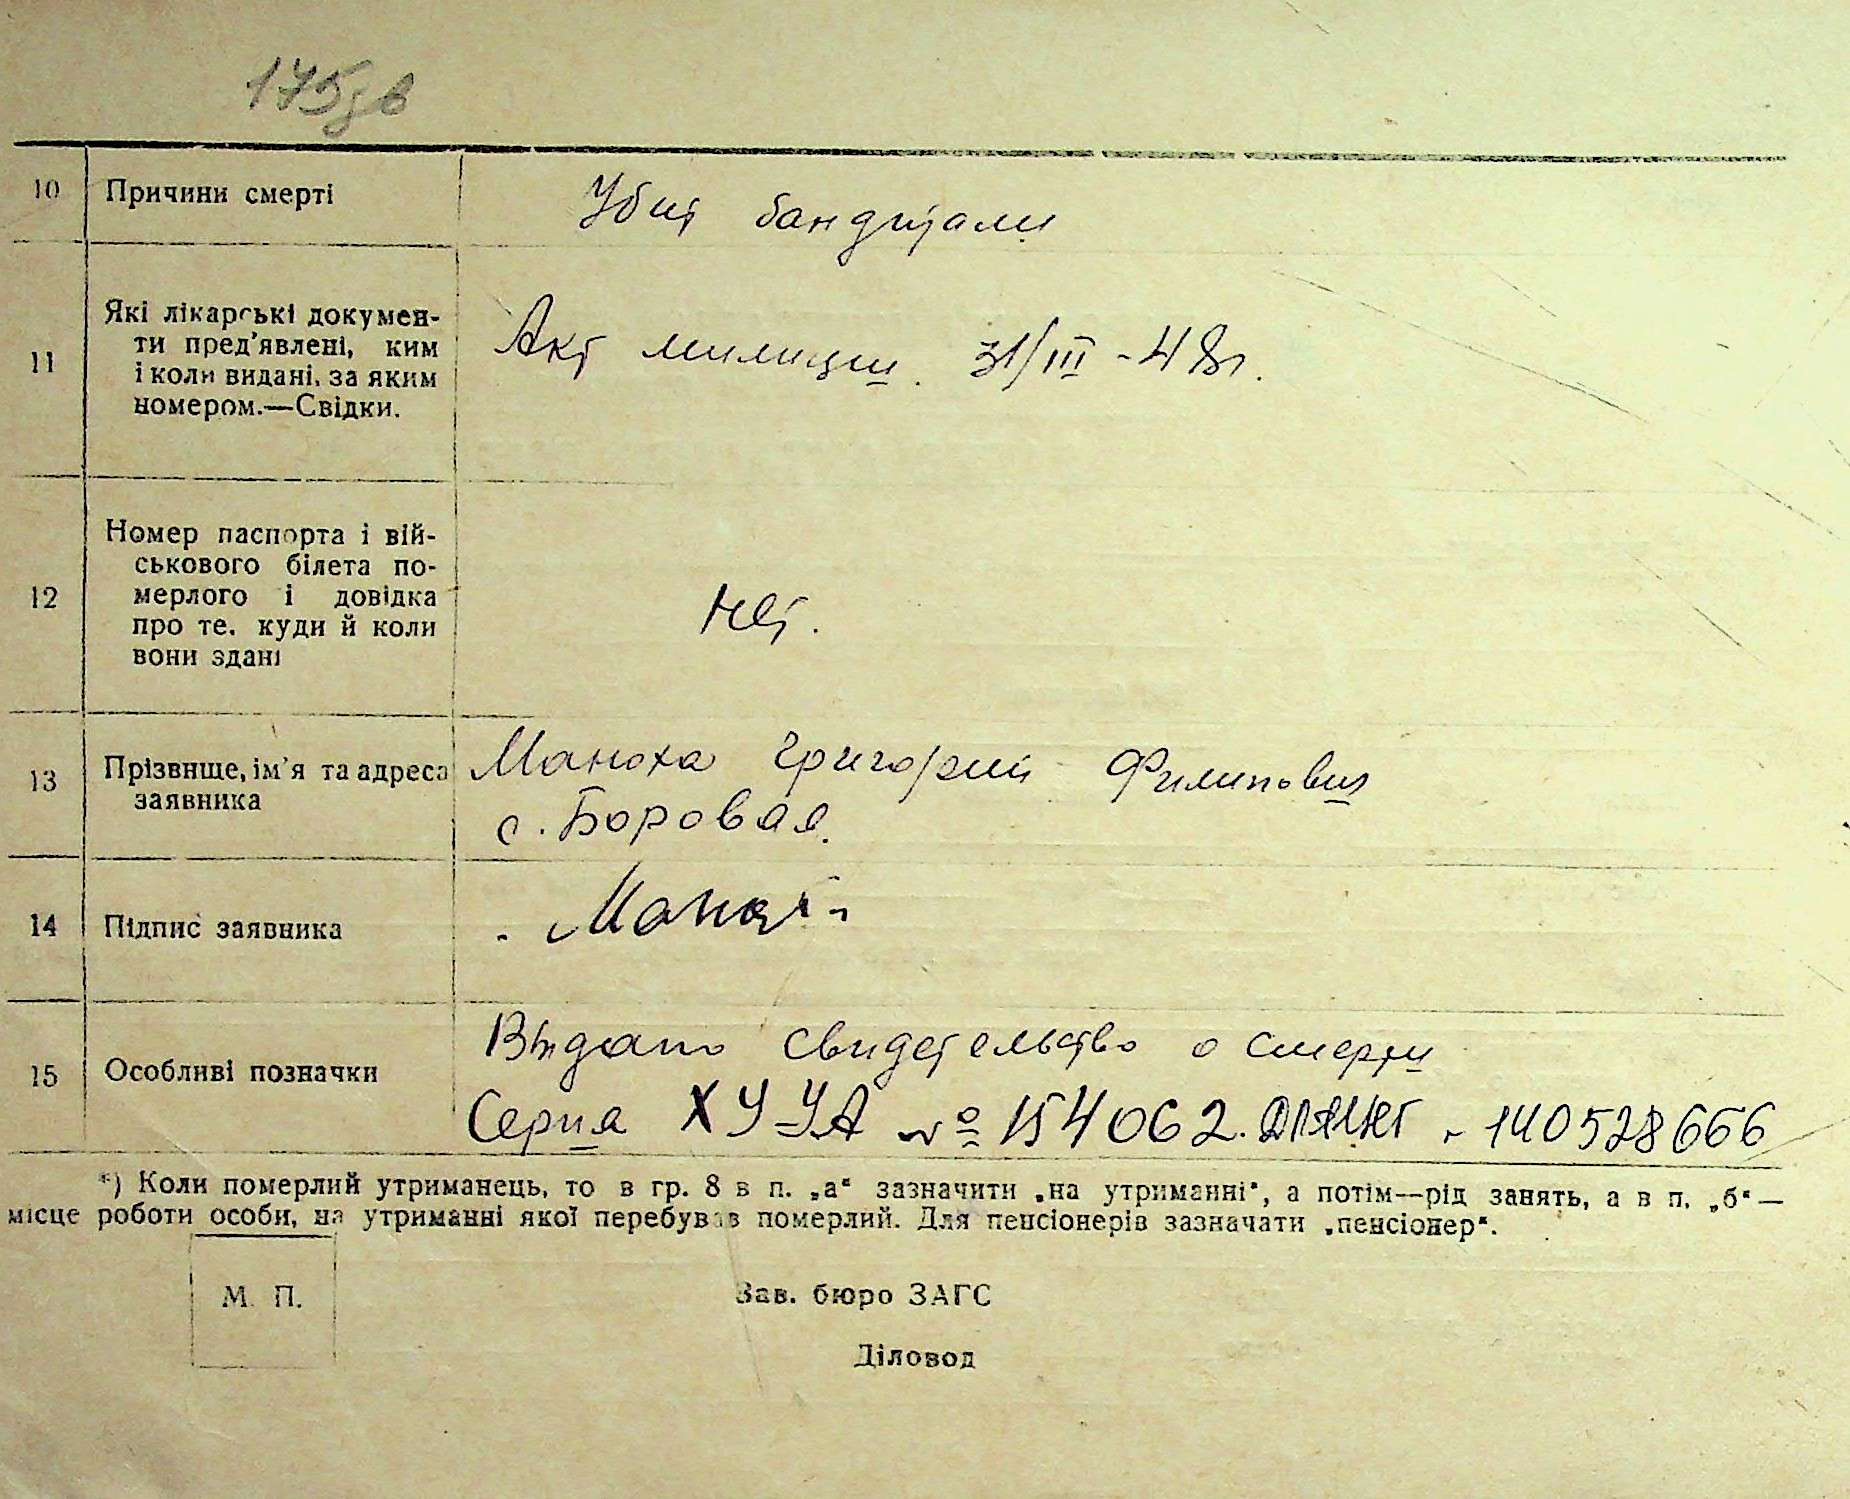 175зв
10 Причини смерті Убит бандитами
11 Які лікарські докумен-
ти пред'явлені, ким
і коли видані, за яким
номером.—Свідки.
Акт милиции. 31/III - 48г.
12 Номер паспорта і вій-
ськового білета по-
мерлого і довідка
про те, куди й коли
вони здані
Нет.
13 Прізвище, ім'я та адреса
заявника
Манoха Григорий Филипович
с. Боровая.
14 Підпис заявника
15 Особливі позначки
Выдано свидетельство о смерти
Серия ХУ-УА № 154062. - 140528666
*) Коли померлий утриманець, то в гр. 8 в п. „а“ зазначити „на утриманні“, а потім—рід занять, а в п. „б“—
місце роботи особи, на утриманні якої перебував померлий. Для пенсіонерів зазначати „пенсіонер“.
М. П. Зав. бюро ЗАГС
Діловод